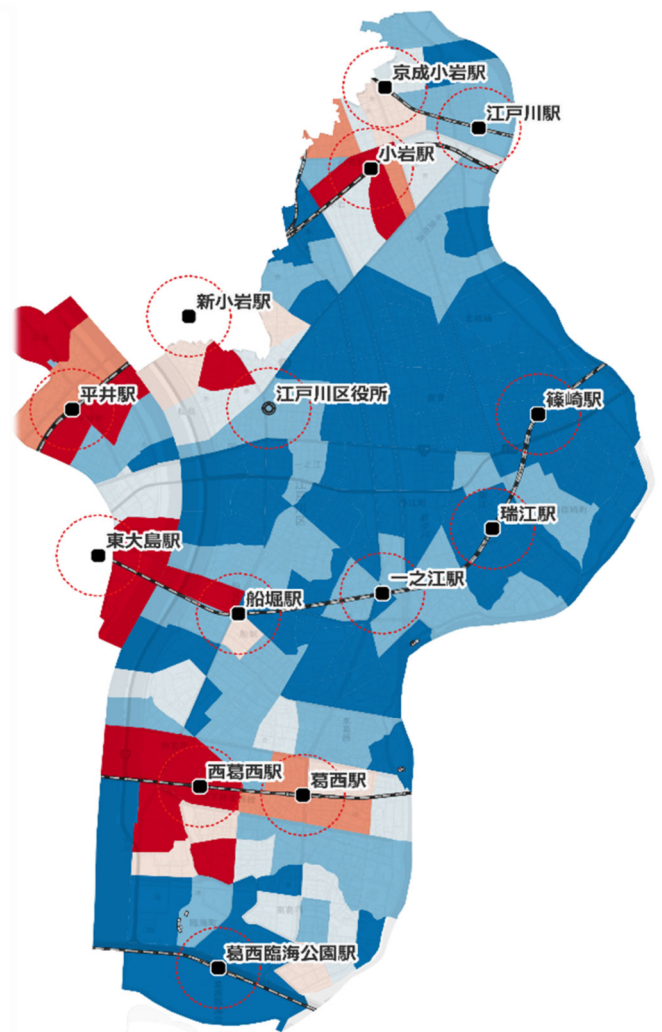 京成小岩駅
江戸川駅
小岩駅
新小岩駅
平井駅
江戸川区役所
篠崎駅
瑞江駅
東大島駅
一之江駅
船堀駅
西葛西駅
葛西駅
葛西臨海公園駅